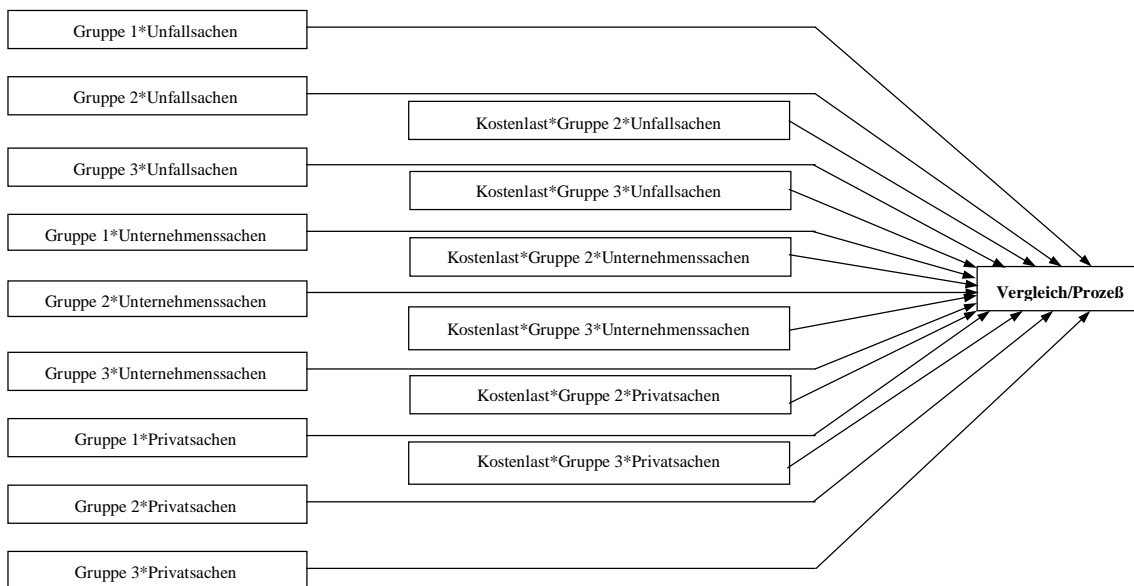 Gruppe 1*Unfallsachen
Gruppe 2*Unfallsachen
Kostenlast*Gruppe 2*Unfallsachen
Gruppe 3*Unfallsachen
Kostenlast*Gruppe 3*Unfallsachen
Gruppe 1*Unternehmenssachen
Kostenlast*Gruppe 2*Unternehmenssachen
Vergleich/Prozeß
Gruppe 2*Unternehmenssachen
Kostenlast*Gruppe 3*Unternehmenssachen
Gruppe 3*Unternehmenssachen
Kostenlast*Gruppe 2*Privatsachen
Gruppe 1*Privatsachen
Kostenlast*Gruppe 3*Privatsachen
Gruppe 2*Privatsachen
Gruppe 3*Privatsachen